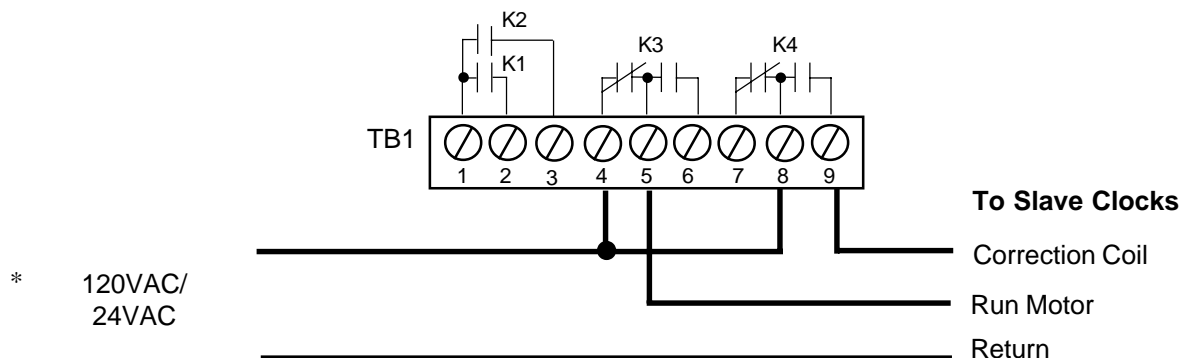 K2
K1
K3
K4
TB1
1 2 3 4 5 6 7 8 9
To Slave Clocks
Correction Coil
* 120VAC/
24VAC
Run Motor
Return